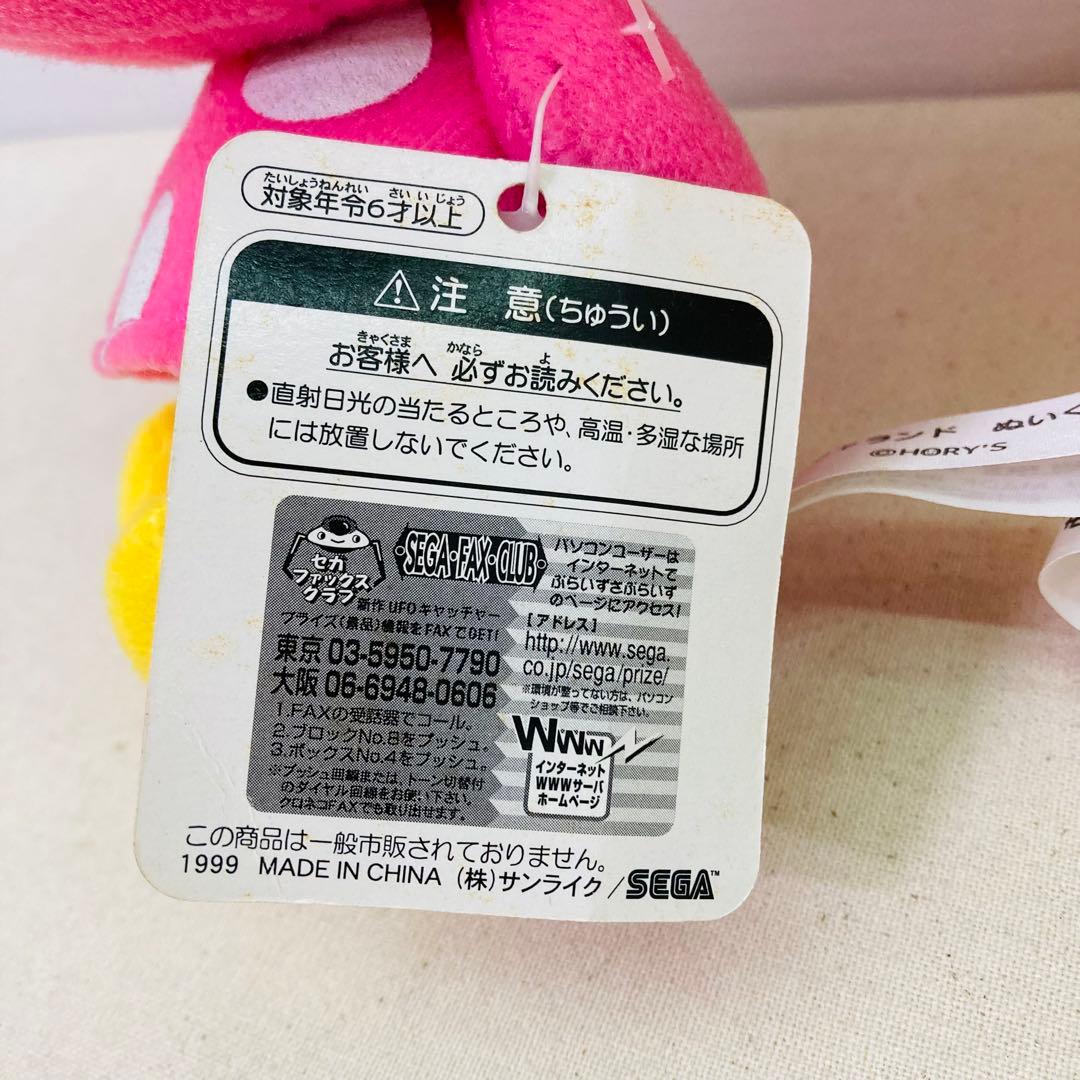 たいしょうねんれい さいいじょう
対象年令6才以上
注 意(ちゅうい)
きゃくさま かなら よ
お客様へ 必ずお読みください。
●直射日光の当たるところや、高温・多湿な場所
には放置しないでください。
セガ
ファックス
クラブ
・SEGA・FAX・CLUB・
新作UFOキャッチャー
プライズ(景品)情報をFAXでGET!
東京 03-5950-7790
大阪 06-6948-0606
1.FAXの受話器でコール。
2.ブロックNo.8をプッシュ。
3.ボックスNo.4をプッシュ。
※プッシュ回線または、トーン切替付
のダイヤル回線をお使い下さい。
クロネコFAXでも取り出せます。
パソコンユーザーは
インターネットで
ぷらいずさぷらいず
のページにアクセス!
[アドレス]
http://www.sega.
co.jp/sega/prize/
※環境が整ってない方は、パソコン
ショップ等でご相談下さい。
WWW
インターネット
WWWサーバ
ホームページ
この商品は一般市販されておりません。
1999 MADE IN CHINA (株)サンライク/SEGA™
ランド ぬいぐ
©HORY'S